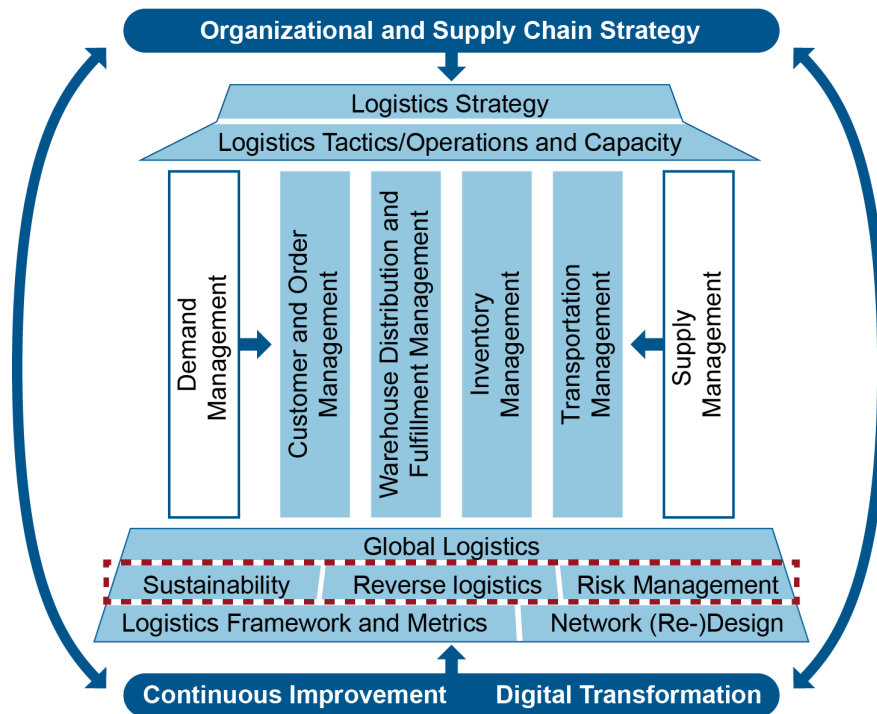 Organizational and Supply Chain Strategy
Logistics Strategy
Logistics Tactics/Operations and Capacity
Demand
Management
Customer and Order
Management
Warehouse Distribution and
Fulfillment Management
Inventory
Management
Transportation
Management
Supply
Management
Global Logistics
Sustainability
Reverse logistics
Risk Management
Logistics Framework and Metrics
Network (Re-)Design
Continuous Improvement
Digital Transformation